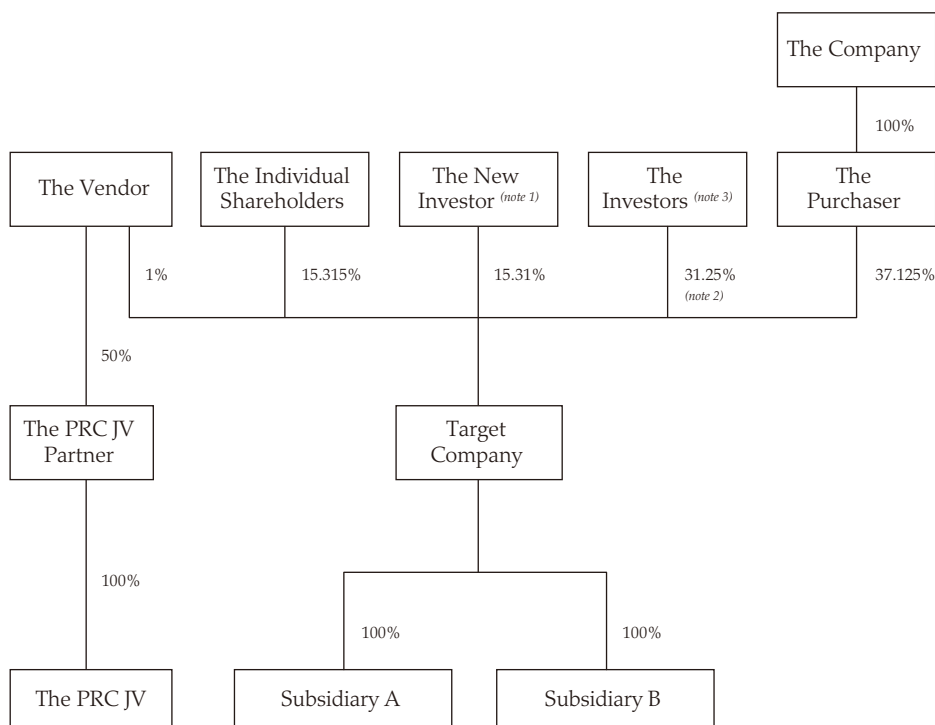 The Company
100%
The Vendor
The Individual
Shareholders
The New
Investor (note 1)
The
Investors (note 3)
The
Purchaser
1%
15.315%
15.31%
31.25%
(note 2)
37.125%
50%
The PRC JV
Partner
Target
Company
100%
100%
100%
The PRC JV
Subsidiary A
Subsidiary B